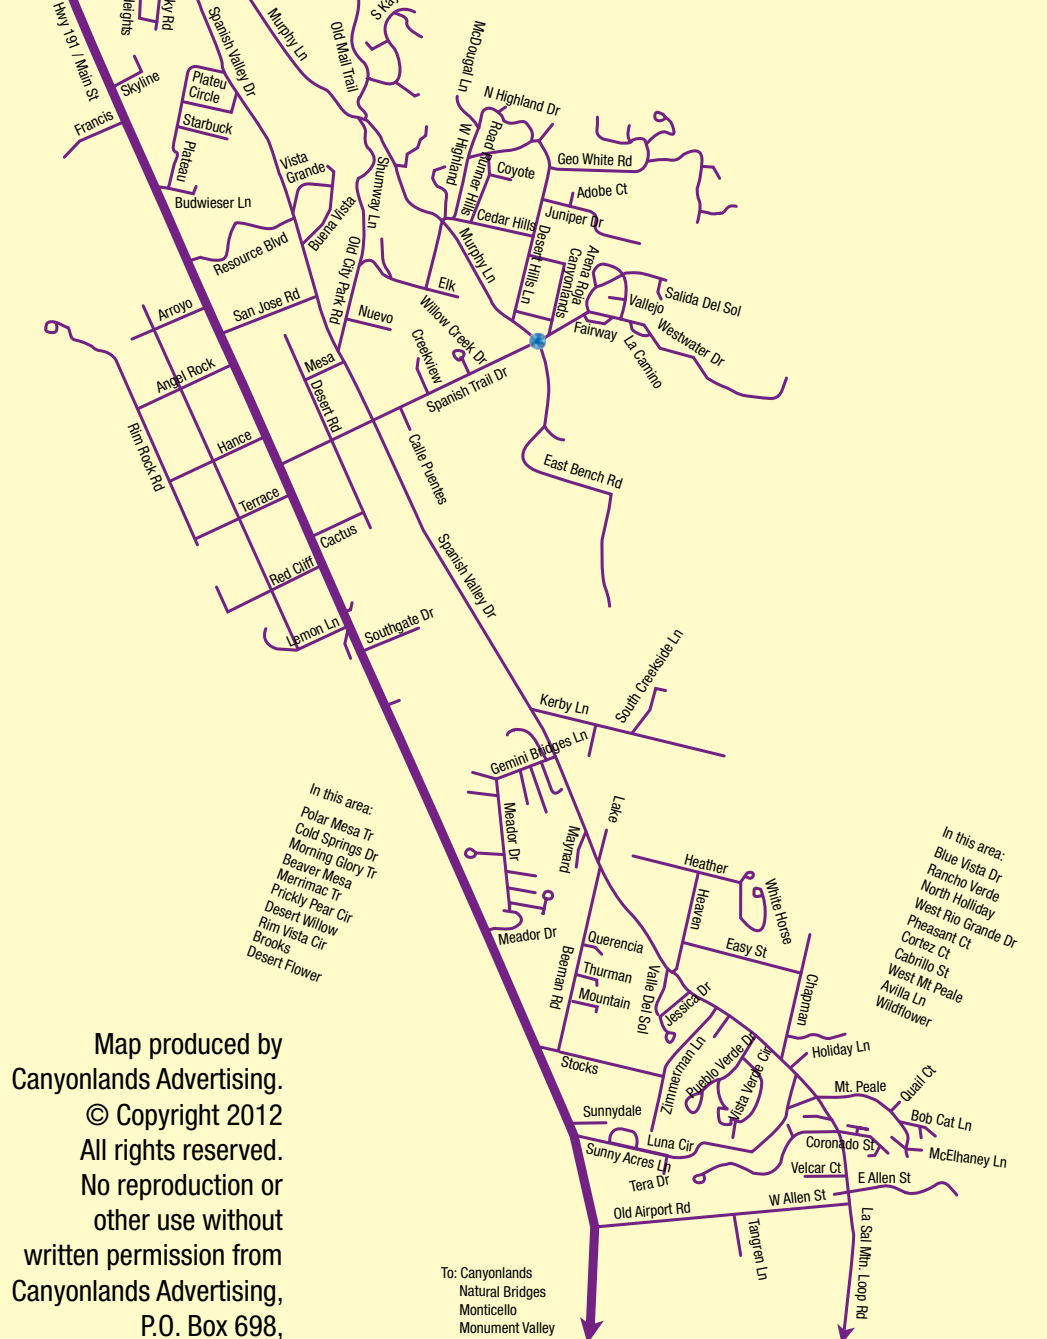 Hwy 191 / Main St
eights
ky Rd
Spanish Valley Dr
Murphy Ln
Old Mail Trail
McDougal Ln
N Highland Dr
Skyline
Plateu
Circle
Francis
Starbuck
Plateau
Budwieser Ln
Vista
Grande
Buena Vista
Resource Blvd
Shumway Ln
Old City Park Rd
W Highland
Road Runner Hills
Coyote
Geo White Rd
Adobe Ct
Juniper Dr
Cedar Hills
Murphy Ln
Desert Hills Ln
Canyonlands
Arena Roja
Salida Del Sol
Vallejo
Fairway
La Camino
Westwater Dr
Elk
Willow Creek Dr
Nuevo
Creekview
Arroyo
San Jose Rd
Angel Rock
Mesa
Desert Rd
Spanish Trail Dr
Calle Puentes
Rim Rock Rd
Hance
East Bench Rd
Terrace
Cactus
Spanish Valley Dr
Red Cliff
Lemon Ln
Southgate Dr
South Creekside Ln
Kerby Ln
Gemini Bridges Ln
In this area:
Polar Mesa Tr
Cold Springs Dr
Morning Glory Tr
Beaver Mesa
Merrimac Tr
Prickly Pear Cir
Desert Willow
Rim Vista Cir
Brooks
Desert Flower
Meador Dr
Maynard
Lake
Heather
Heaven
White Horse
In this area:
Blue Vista Dr
Rancho Verde
North Holliday
West Rio Grande Dr
Pheasant Ct
Cortez Ct
Cabrillo St
West Mt Peale
Avilla Ln
Wildflower
Meador Dr
Beeman Rd
Querencia
Thurman
Mountain
Valle Del Sol
Easy St
Chapman
Jessica Dr
Zimmerman Ln
Pueblo Verde Dr
Vista Verde Cir
Holiday Ln
Stocks
Mt. Peale
Quail Ct
Bob Cat Ln
McElhaney Ln
Sunnydale
Luna Cir
Sunny Acres Ln
Tera Dr
Coronado St
Velcar Ct
E Allen St
W Allen St
Old Airport Rd
Tangren Ln
La Sal Mtn. Loop Rd
Map produced by
Canyonlands Advertising.
© Copyright 2012
All rights reserved.
No reproduction or
other use without
written permission from
Canyonlands Advertising,
P.O. Box 698,
To: Canyonlands
Natural Bridges
Monticello
Monument Valley